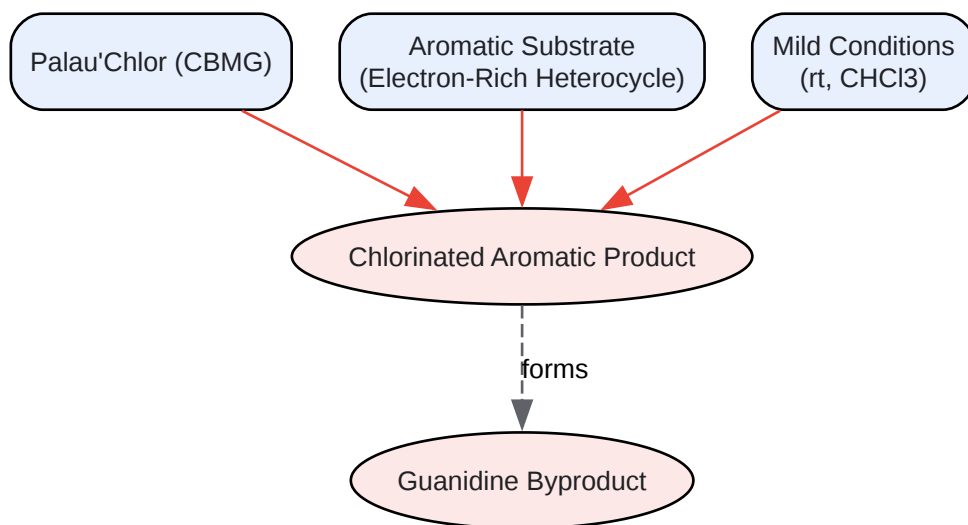 Palau'Chlor (CBMG)
Aromatic Substrate
(Electron-Rich Heterocycle)
Mild Conditions
(rt, CHCl3)
Chlorinated Aromatic Product
forms
Guanidine Byproduct